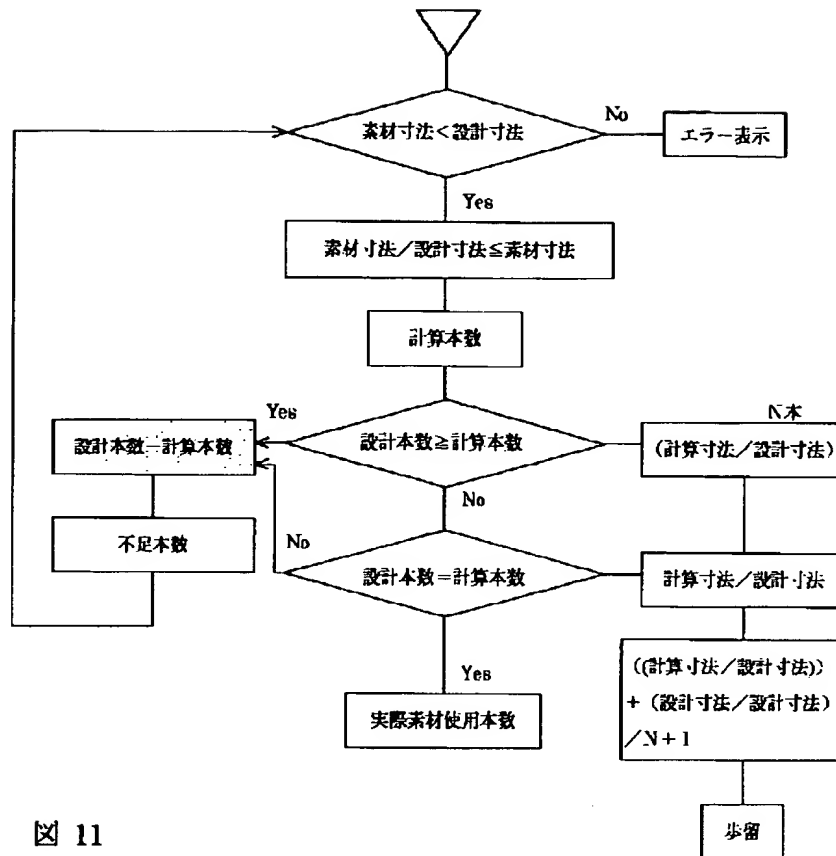 素材寸法<設計寸法
No
エラー表示
Yes
素材寸法/設計寸法≦素材寸法
計算本数
Yes
設計本数≧計算本数
N本
設計本数-計算本数
(計算寸法/設計寸法)
No
不足本数
No
設計本数=計算本数
計算寸法/設計寸法
Yes
実際素材使用本数
((計算寸法/設計寸法))
+(設計寸法/設計寸法)
/N+1
歩留
図 11